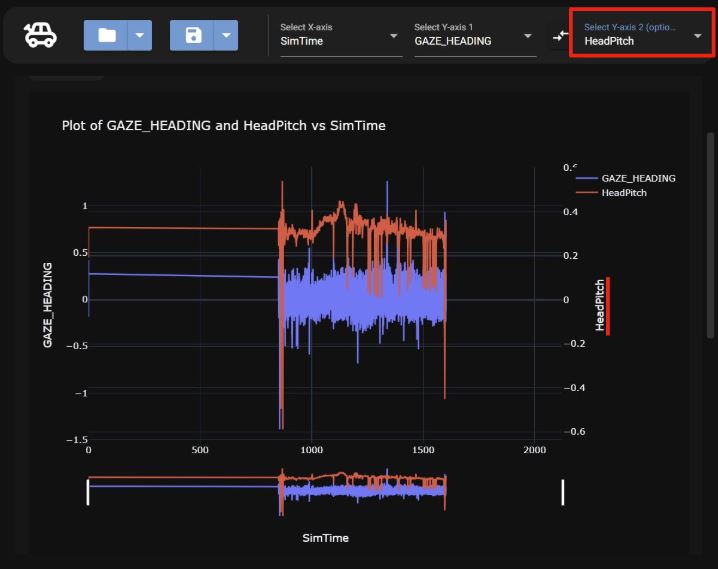 Select X-axis
SimTime
Select Y-axis 1
GAZE_HEADING
Select Y-axis 2 (optio...
HeadPitch
Plot of GAZE_HEADING and HeadPitch vs SimTime
GAZE_HEADING
HeadPitch
1
0.5
0
−0.5
−1
−1.5
GAZE_HEADING
0.6
0.4
0.2
0
−0.2
−0.4
−0.6
HeadPitch
0
500
1000
1500
2000
SimTime